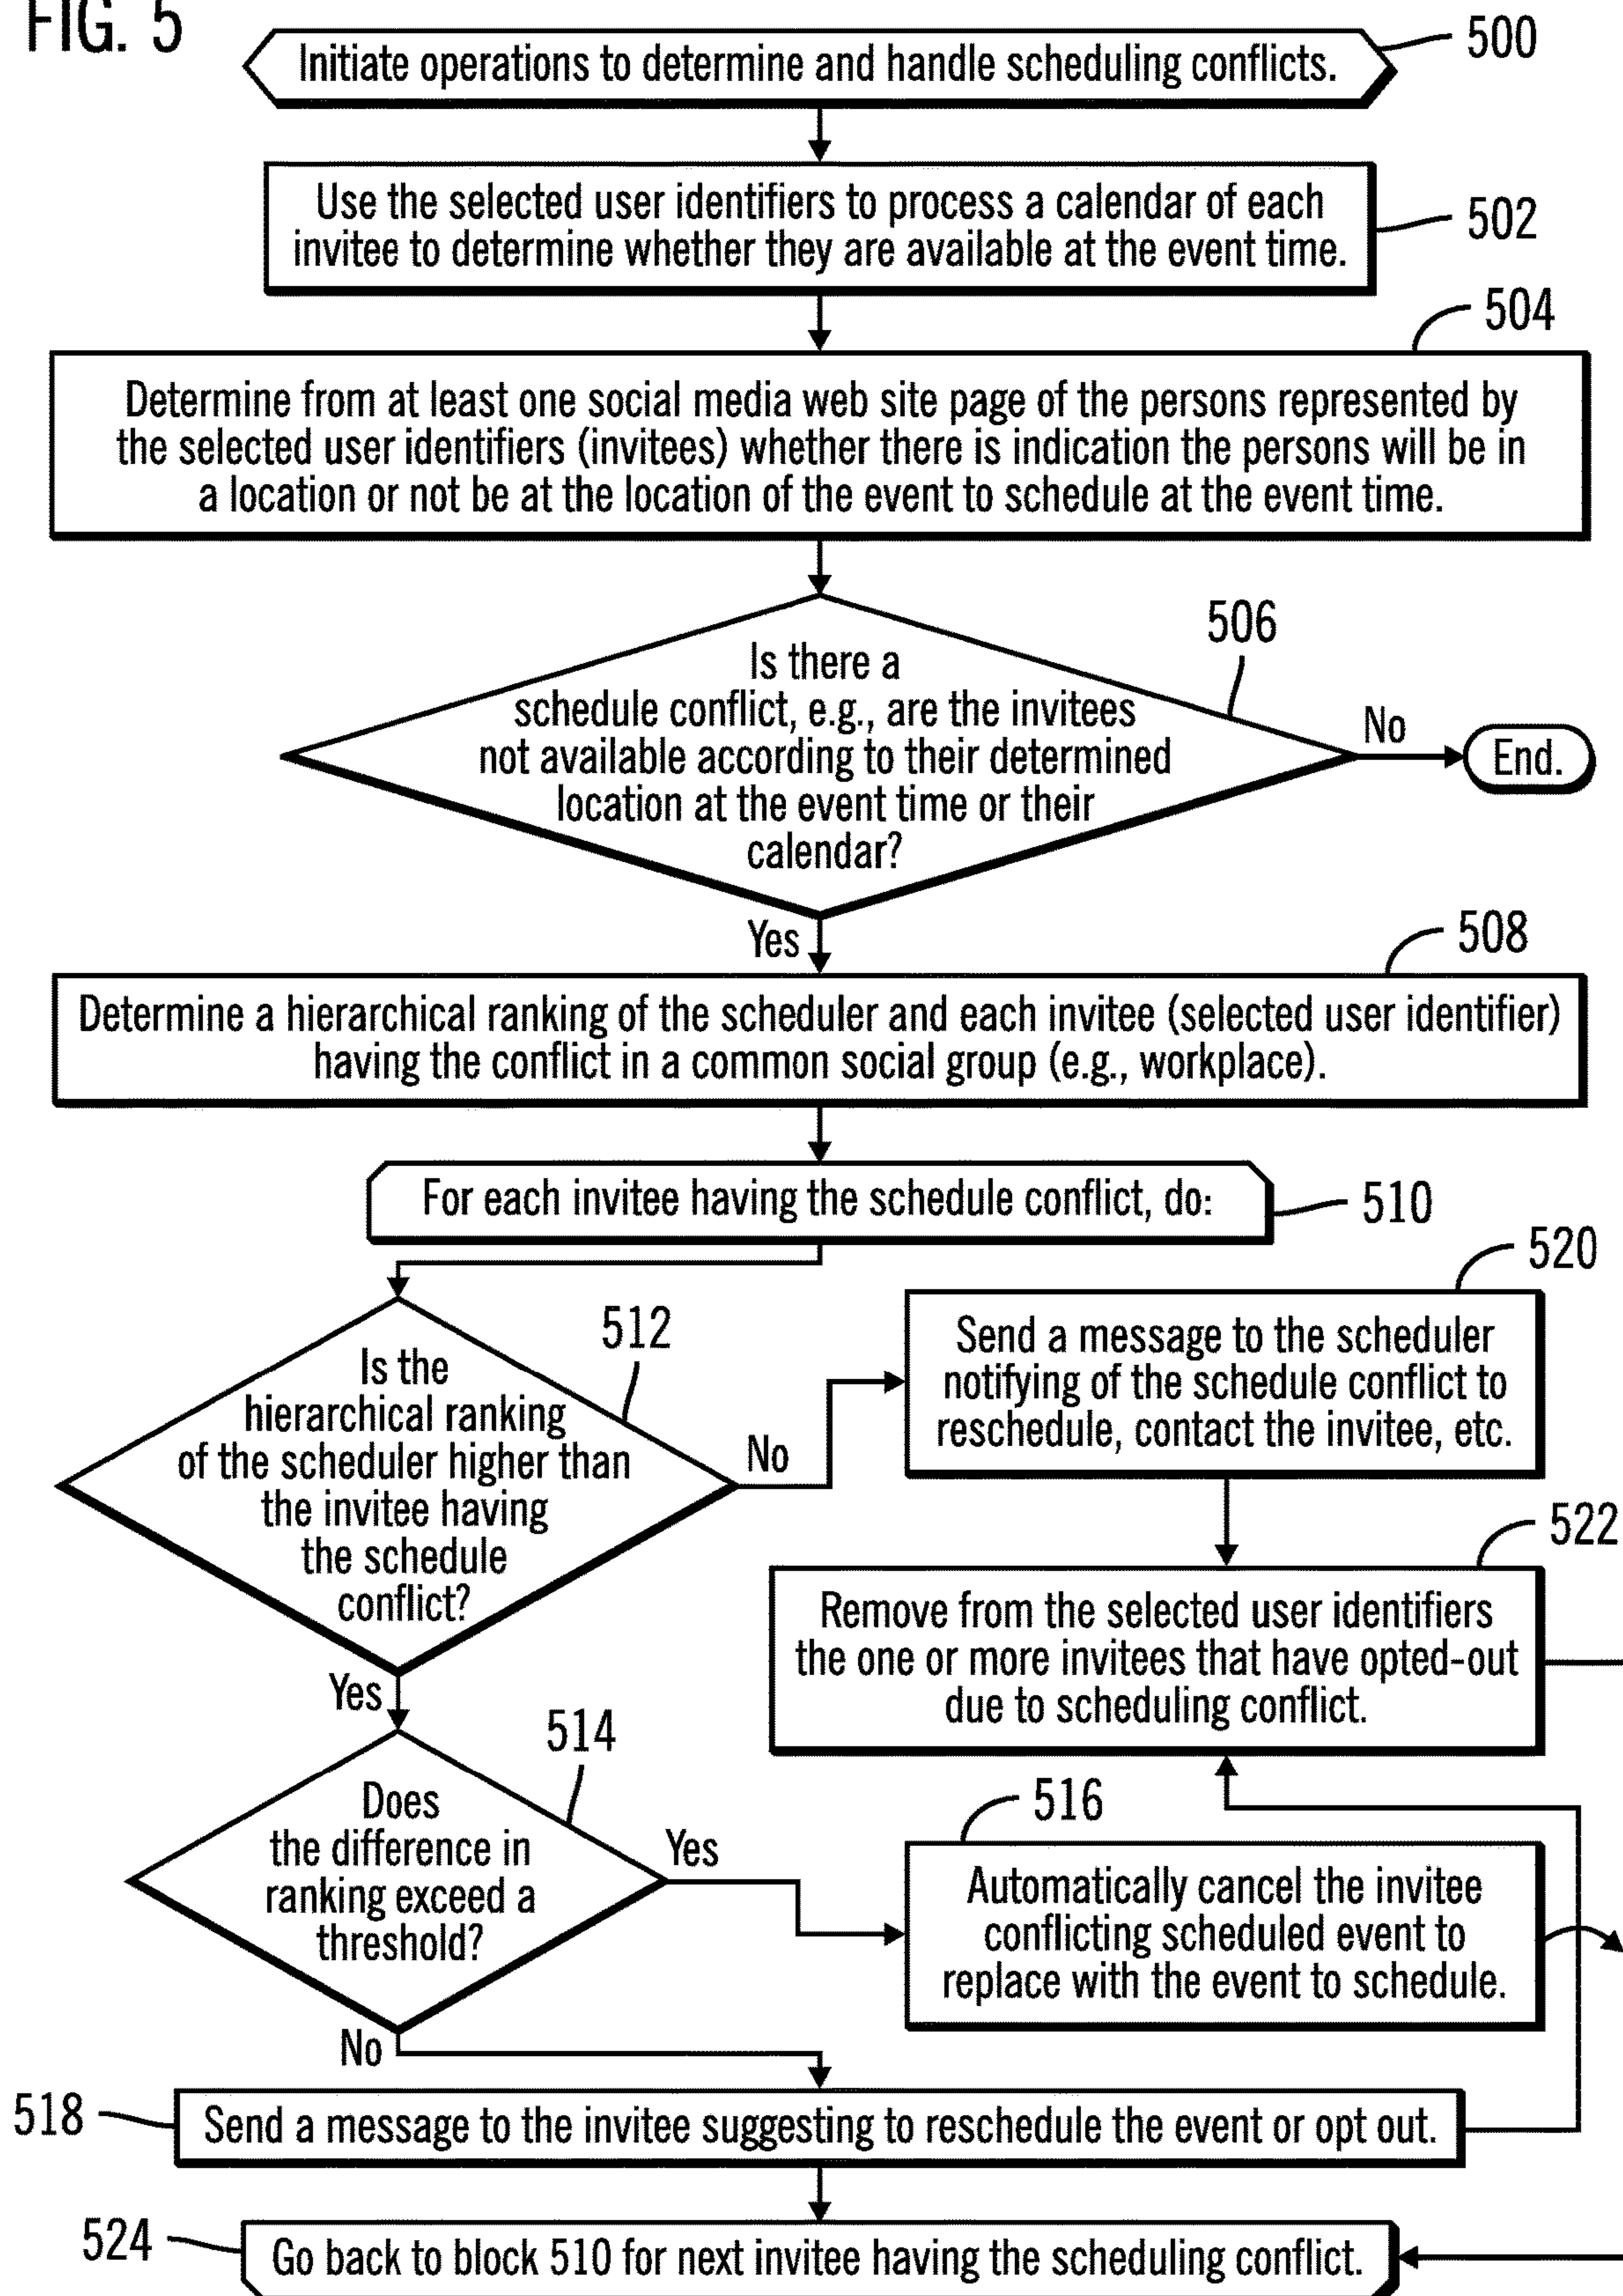 FIG. 5
Initiate operations to determine and handle scheduling conflicts.
500
Use the selected user identifiers to process a calendar of each
invitee to determine whether they are available at the event time.
502
504
Determine from at least one social media web site page of the persons represented by
the selected user identifiers (invitees) whether there is indication the persons will be in
a location or not be at the location of the event to schedule at the event time.
506
Is there a
schedule conflict, e.g., are the invitees
not available according to their determined
location at the event time or their
calendar?
No
End.
Yes
508
Determine a hierarchical ranking of the scheduler and each invitee (selected user identifier)
having the conflict in a common social group (e.g., workplace).
For each invitee having the schedule conflict, do:
510
512
Is the
hierarchical ranking
of the scheduler higher than
the invitee having
the schedule
conflict?
No
Yes
520
Send a message to the scheduler
notifying of the schedule conflict to
reschedule, contact the invitee, etc.
522
Remove from the selected user identifiers
the one or more invitees that have opted-out
due to scheduling conflict.
514
Does
the difference in
ranking exceed a
threshold?
Yes
No
516
Automatically cancel the invitee
conflicting scheduled event to
replace with the event to schedule.
518
Send a message to the invitee suggesting to reschedule the event or opt out.
524
Go back to block 510 for next invitee having the scheduling conflict.